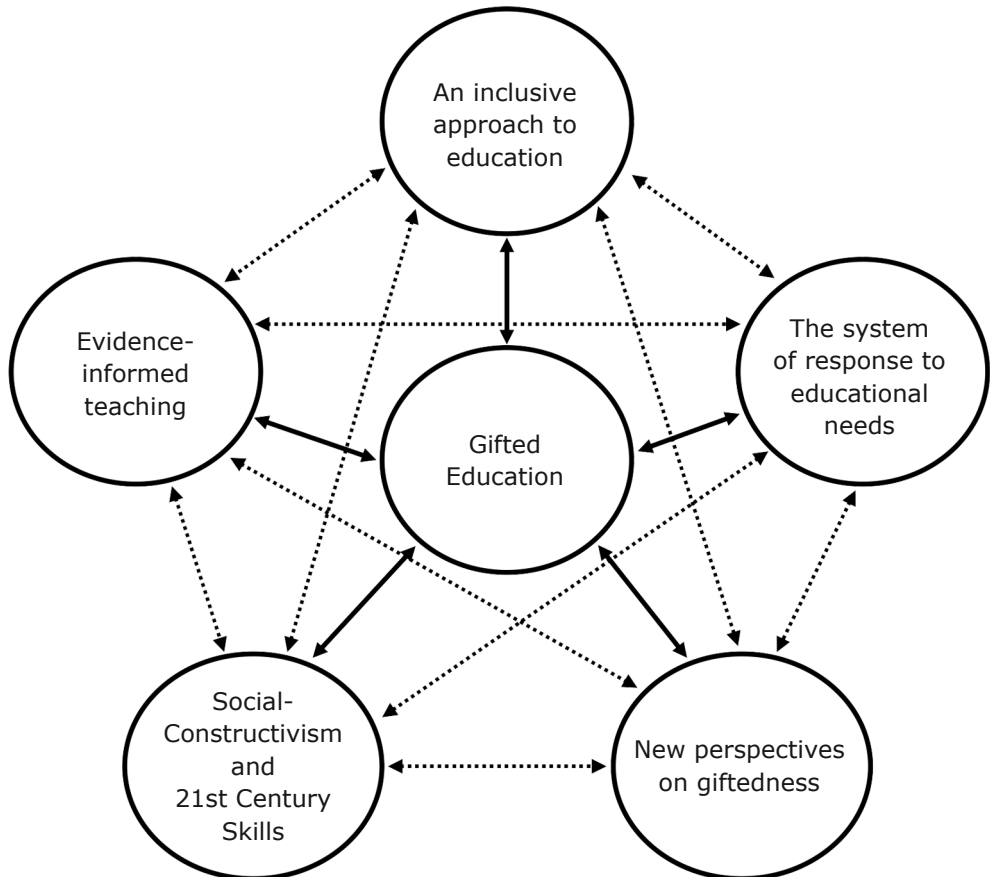 An inclusive
approach to
education
Evidence-
informed
teaching
The system
of response to
educational
needs
Gifted
Education
Social-
Constructivism
and
21st Century
Skills
New perspectives
on giftedness